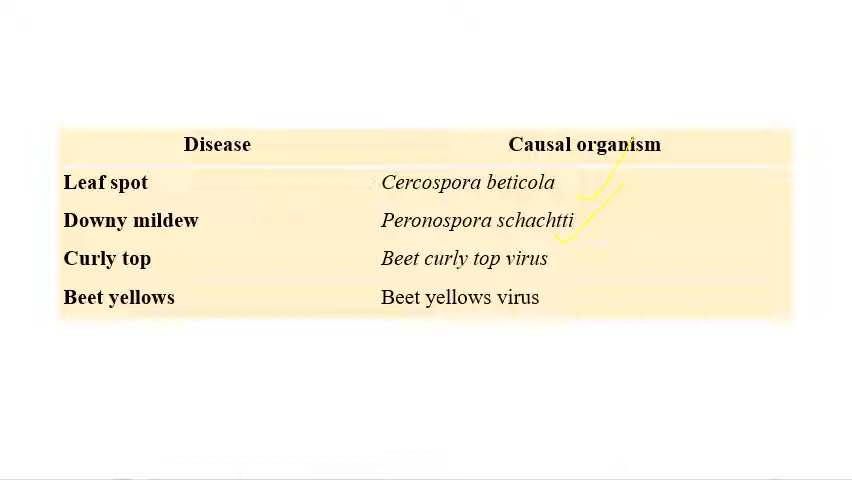 Disease Causal organism
Leaf spot Cercospora beticola
Downy mildew Peronospora schachtti
Curly top Beet curly top virus
Beet yellows Beet yellows virus